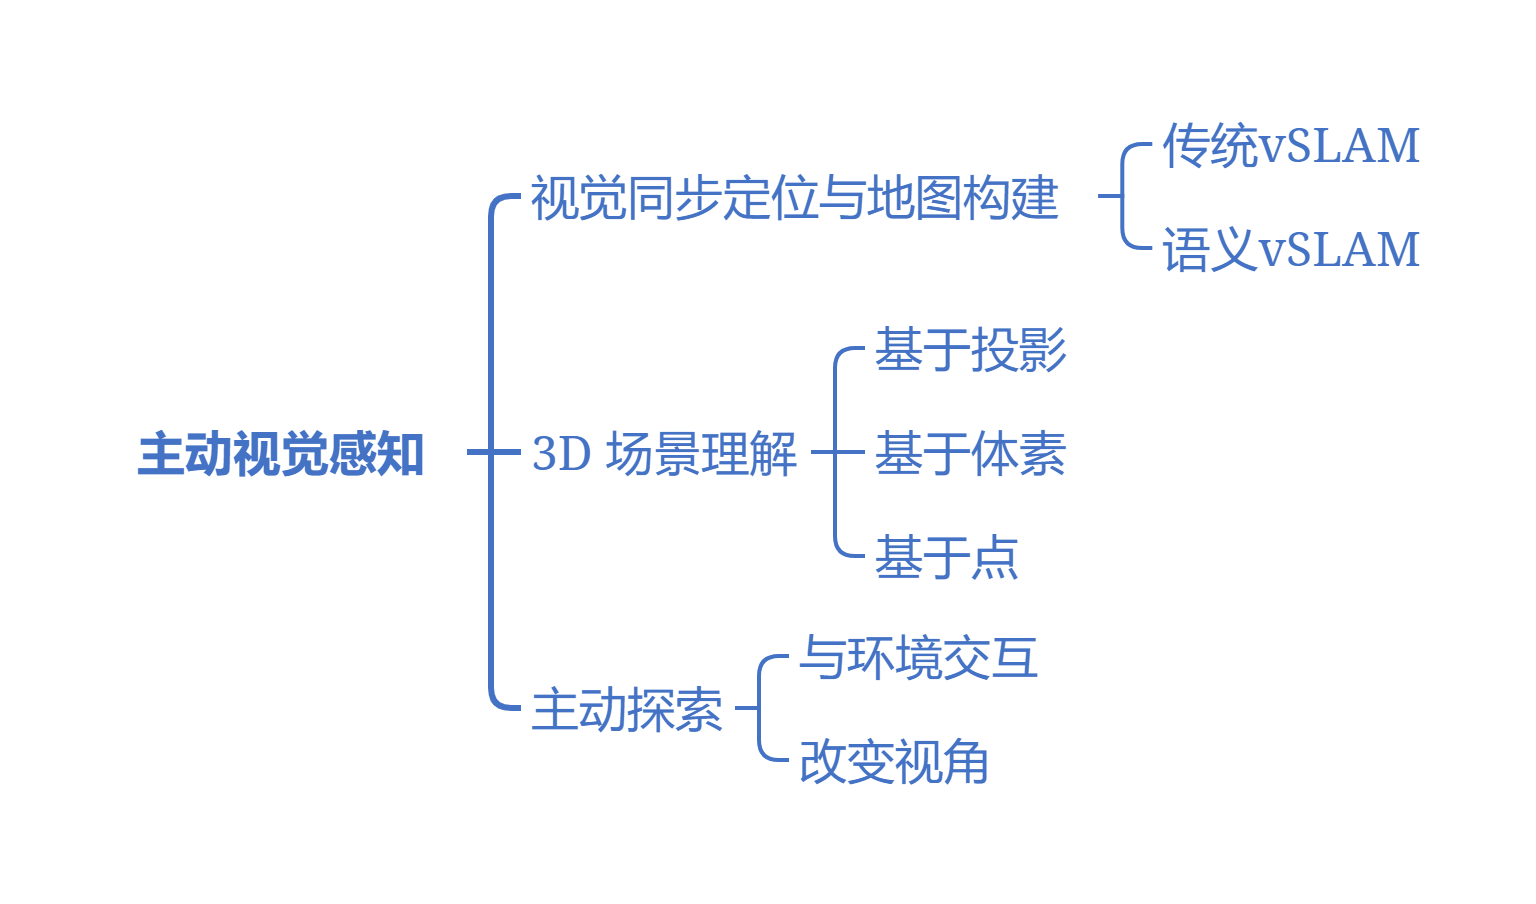 主动视觉感知
视觉同步定位与地图构建
传统vSLAM
语义vSLAM
3D 场景理解
基于投影
基于体素
基于点
主动探索
与环境交互
改变视角